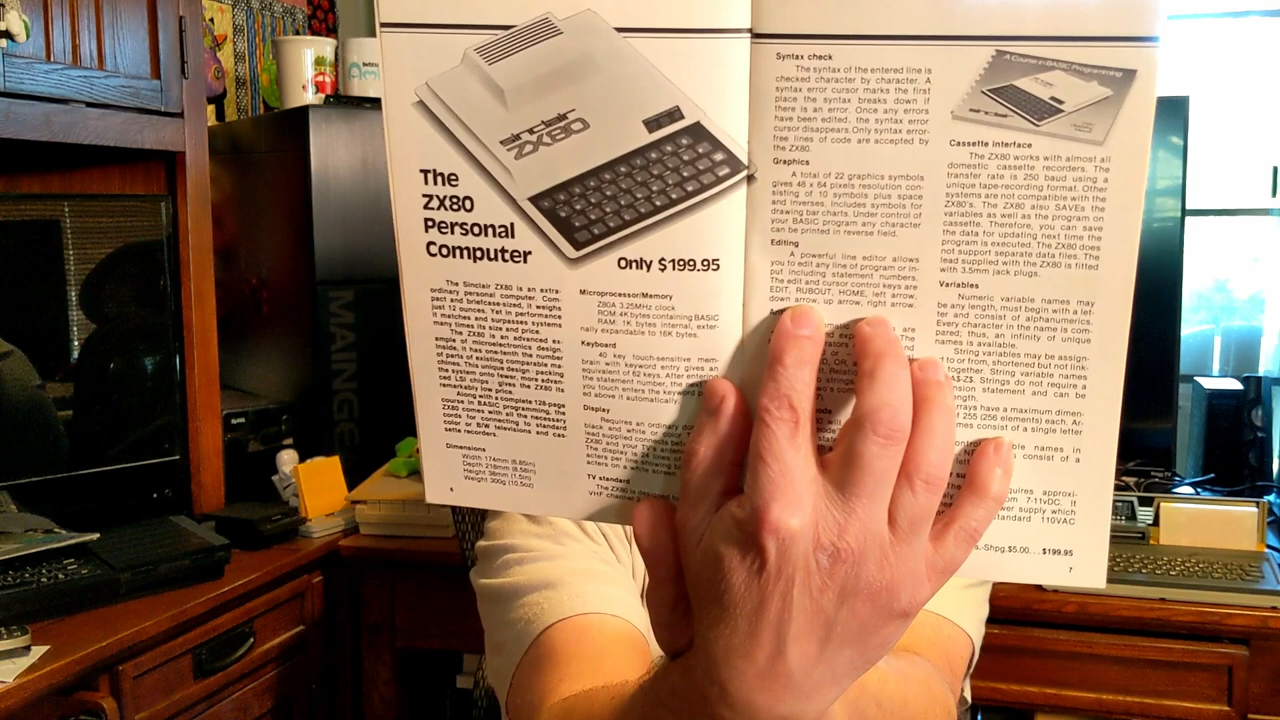 sinclair
ZX80
The
ZX80
Personal
Computer
Only $199.95
The Sinclair ZX80 is an extra-
ordinary personal computer. Com-
pact and briefcase-sized, it weighs
just 12 ounces. Yet in performance
it matches and surpasses systems
many times its size and price.
The ZX80 is an advanced ex-
ample of microelectronics design.
Inside, it has one-tenth the number
of parts of existing comparable ma-
chines. This unique design - packing
the system onto fewer, more advan-
ced LSI chips - gives the ZX80 its
remarkably low price.
Along with a complete 128-page
course in BASIC programming, the
ZX80 comes with all the necessary
cords for connecting to standard
color or B/W televisions and cas-
sette recorders.
Dimensions
Width 174mm (6.85in)
Depth 218mm (8.58in)
Height 38mm (1.5in)
Weight 300g (10.5oz)
6
Microprocessor/Memory
Z80A 3.25MHz clock
ROM: 4K bytes containing BASIC
RAM: 1K bytes internal, exter-
nally expandable to 16K bytes.
Keyboard
40 key touch-sensitive mem-
brain with keyword entry gives an
equivalent of 62 keys. After entering
the statement number, the next
you touch enters the keyword
ed above it automatically.
Display
Requires an ordinary
black and white or color
lead supplied connects
ZX80 and your TV's
The display is 24 lines of
acters per line showing
acters on a white screen
TV standard
The ZX80 is designed to
VHF channel 2
Syntax check
The syntax of the entered line is
checked character by character. A
syntax error cursor marks the first
place the syntax breaks down if
there is an error. Once any errors
have been edited, the syntax error
cursor disappears. Only syntax error-
free lines of code are accepted by
the ZX80.
Graphics
A total of 22 graphics symbols
gives 48 x 64 pixels resolution con-
sisting of 10 symbols plus space
and inverses. Includes symbols for
drawing bar charts. Under control of
your BASIC program any character
can be printed in reverse field.
Editing
A powerful line editor allows
you to edit any line of program or in-
put including statement numbers.
The edit and cursor control keys are
EDIT, RUBOUT, HOME, left arrow,
down arrow, up arrow, right arrow.
are
A Course in BASIC Programming
sinclair
Cassette interface
The ZX80 works with almost all
domestic cassette recorders. The
transfer rate is 250 baud using a
unique tape-recording format. Other
systems are not compatible with the
ZX80's. The ZX80 also SAVEs the
variables as well as the program on
cassette. Therefore, you can save
the data for updating next time the
program is executed. The ZX80 does
not support separate data files. The
lead supplied with the ZX80 is fitted
with 3.5mm jack plugs.
Variables
Numeric variable names may
be any length, must begin with a let-
ter and consist of alphanumerics.
Every character in the name is com-
pared; thus, an infinity of unique
names is available.
String variables may be assign-
to or from, shortened but not link-
together. String variable names
A$-Z$. Strings do not require a
statement and can be
length.
have a maximum dimen-
of 255 (256 elements) each. Ar-
consist of a single letter
names in
consist of a
approxi-
7-11vDC. It
supply which
standard 110VAC
Shpg.$5.00...$199.95
7
MAINGEAR